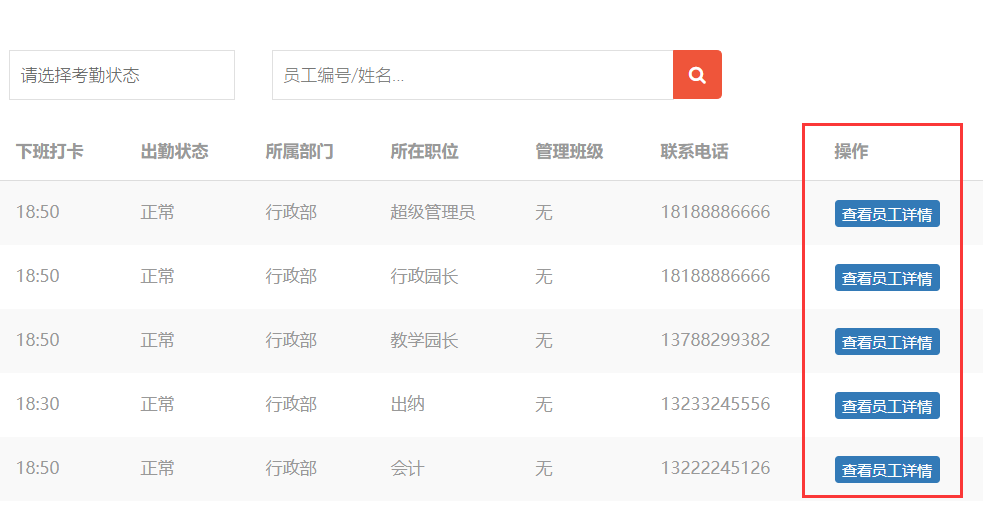 请选择考勤状态 员工编号/姓名...
下班打卡 出勤状态 所属部门 所在职位 管理班级 联系电话 操作
18:50 正常 行政部 超级管理员 无 18188886666 查看员工详情
18:50 正常 行政部 行政园长 无 18188886666 查看员工详情
18:50 正常 行政部 教学园长 无 13788299382 查看员工详情
18:30 正常 行政部 出纳 无 13233245556 查看员工详情
18:50 正常 行政部 会计 无 13222245126 查看员工详情